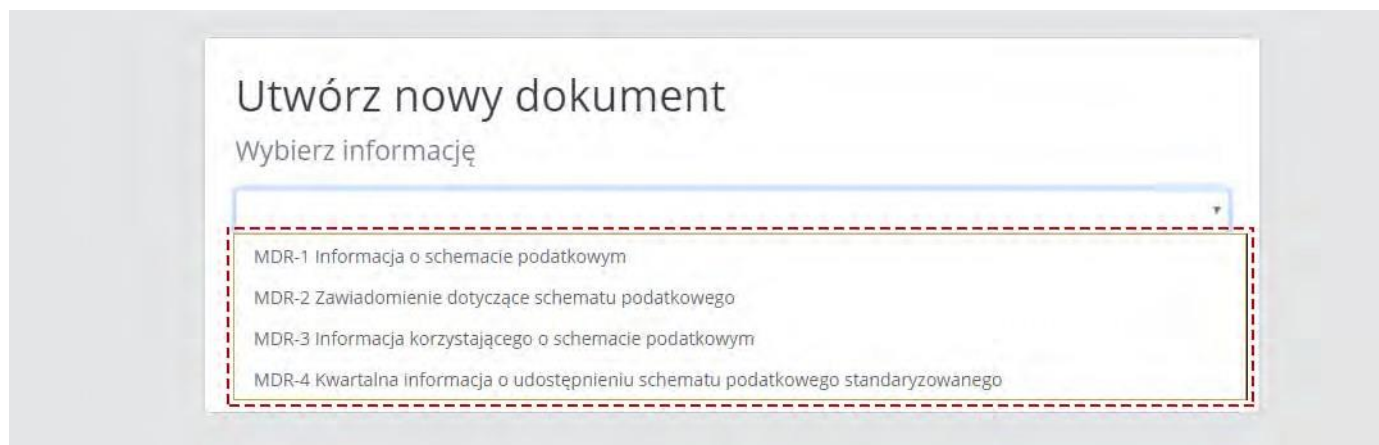 Utwórz nowy dokument
Wybierz informację
MDR-1 Informacja o schemacie podatkowym
MDR-2 Zawiadomienie dotyczące schematu podatkowego
MDR-3 Informacja korzystającego o schemacie podatkowym
MDR-4 Kwartalna informacja o udostępnieniu schematu podatkowego standaryzowanego